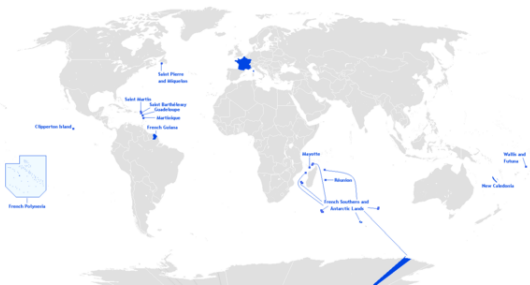 Saint Pierre
and Miquelon
Saint Martin
Saint Barthélemy
Guadeloupe
Martinique
Clipperton Island
French Guiana
Mayotte
Wallis and
Futuna
Réunion
New Caledonia
French Southern and
Antarctic Lands
French Polynesia